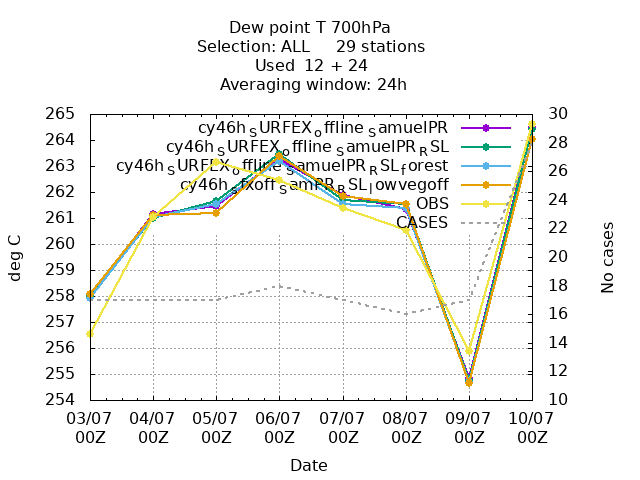 Dew point T 700hPa
Selection: ALL 29 stations
Used 12 + 24
Averaging window: 24h
265
264
263
262
261
260
259
258
257
256
255
254
deg C
30
28
26
24
22
20
18
16
14
12
10
No cases
cy46h_SURFEX_offline_SamuelPR
cy46h_SURFEX_offline_SamuelPR_RSL
cy46h_SURFEX_offline_SamuelPR_RSL_forest
OBS
CASES
03/07 04/07 05/07 06/07 07/07 08/07 09/07 10/07
00Z 00Z 00Z 00Z 00Z 00Z 00Z 00Z
Date